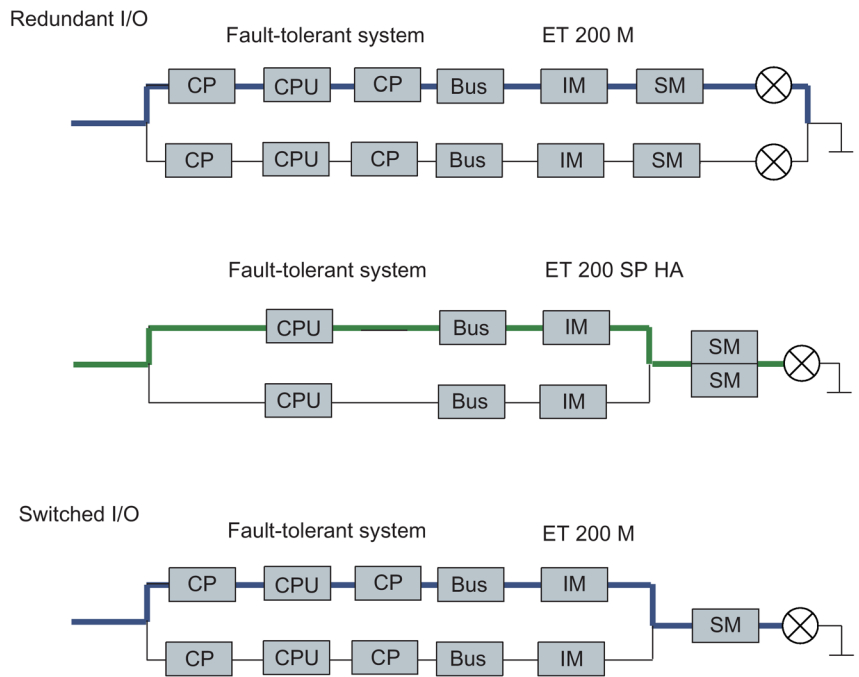 Redundant I/O
Fault-tolerant system ET 200 M
CP CPU CP Bus IM SM
CP CPU CP Bus IM SM
Fault-tolerant system ET 200 SP HA
CPU Bus IM
SM
SM
CPU Bus IM
Switched I/O
Fault-tolerant system ET 200 M
CP CPU CP Bus IM
SM
CP CPU CP Bus IM